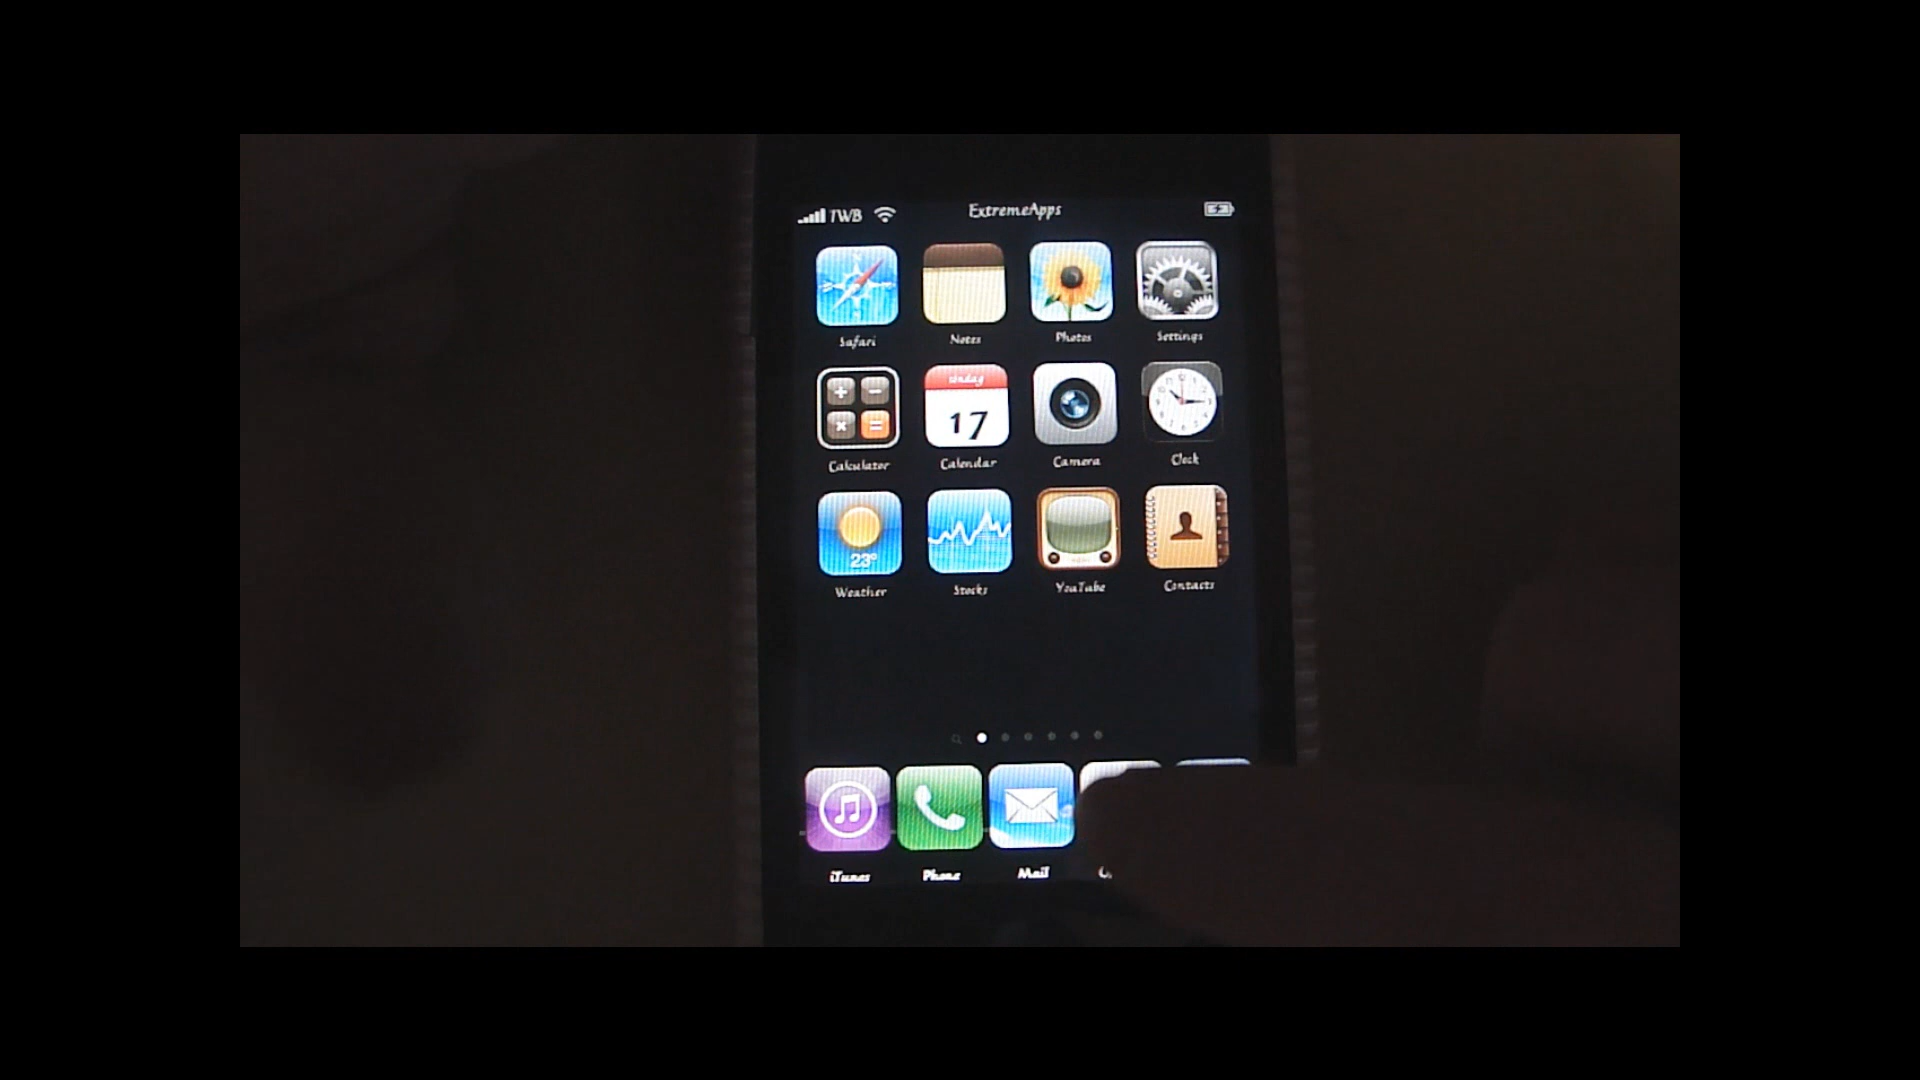 TWB ExtremeApps
Safari Notes Photos Settings
17
Calculator Calendar Camera Clock
23°
Weather Stocks YouTube Contacts
iTunes Phone Mail